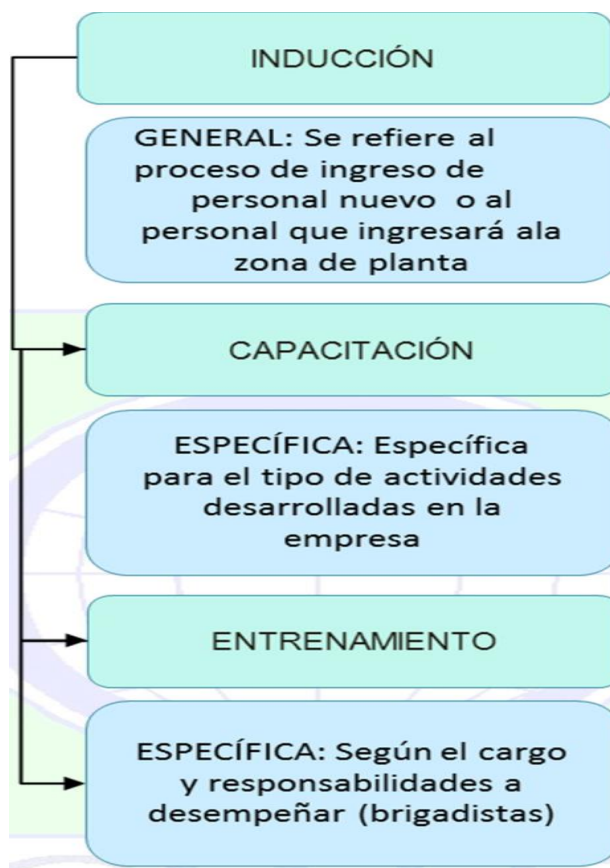 INDUCCIÓN
GENERAL: Se refiere al
proceso de ingreso de
personal nuevo o al
personal que ingresará ala
zona de planta
CAPACITACIÓN
ESPECÍFICA: Específica
para el tipo de actividades
desarrolladas en la
empresa
ENTRENAMIENTO
ESPECÍFICA: Según el cargo
y responsabilidades a
desempeñar (brigadistas)